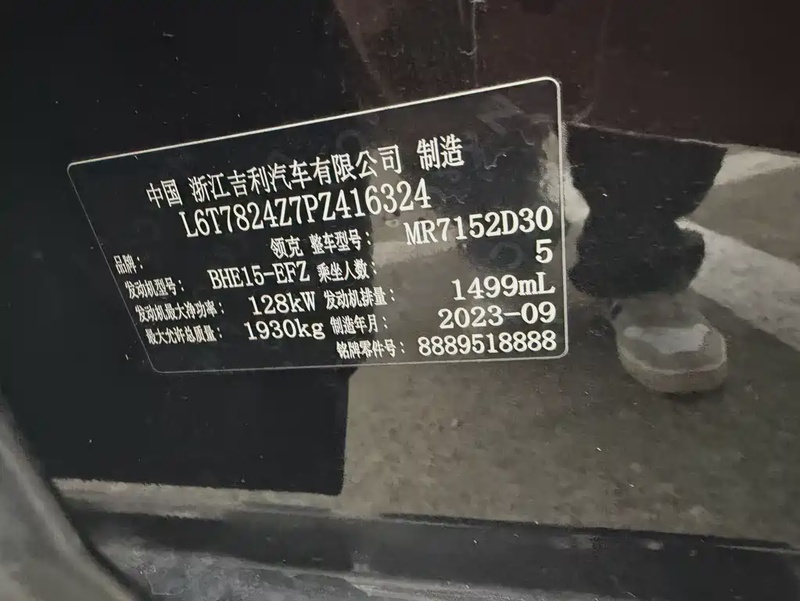 中国 浙江吉利汽车有限公司 制造
L6T7824Z7PZ416324
品牌： 领克 整车型号： MR7152D30
发动机型号： BHE15-EFZ 乘坐人数： 5
发动机最大净功率： 128kW 发动机排量： 1499mL
最大允许总质量： 1930kg 制造年月： 2023-09
铭牌零件号： 8889518888